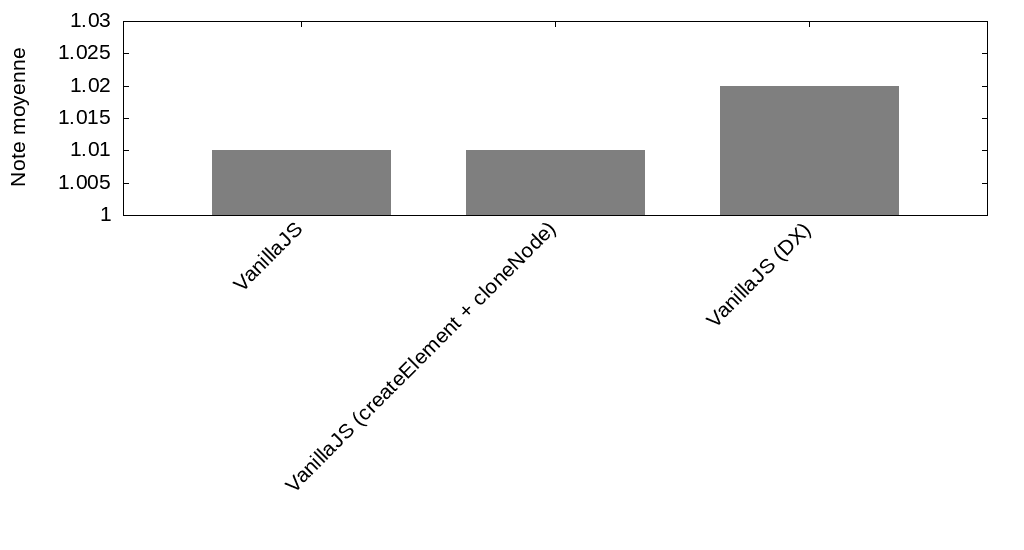 Note moyenne
1.03
1.025
1.02
1.015
1.01
1.005
1
VanillaJS
VanillaJS (createElement + cloneNode)
VanillaJS (DX)